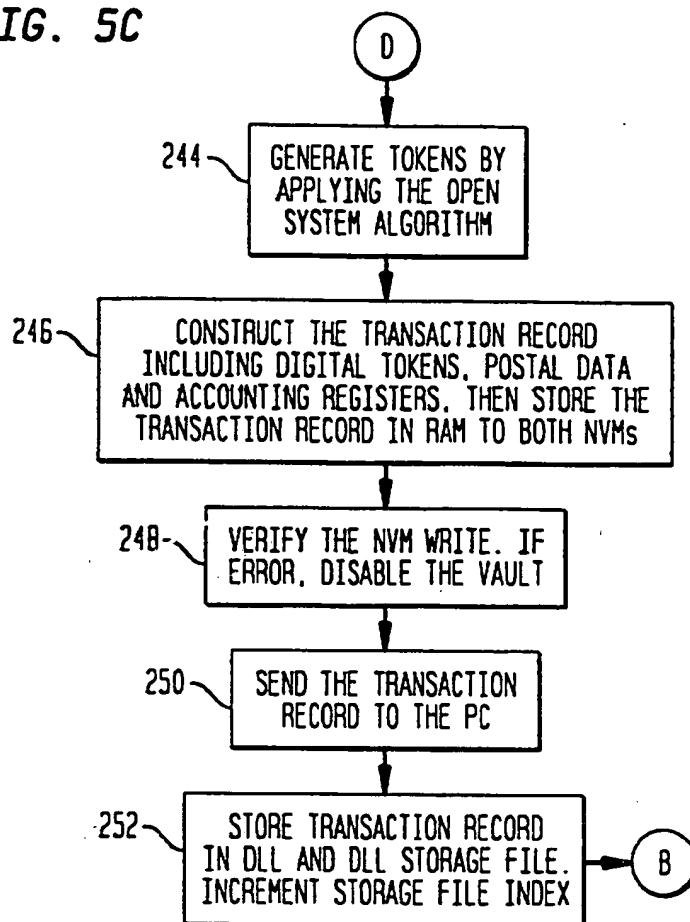 IG. 5C
D
244
GENERATE TOKENS BY
APPLYING THE OPEN
SYSTEM ALGORITHM
246
CONSTRUCT THE TRANSACTION RECORD
INCLUDING DIGITAL TOKENS, POSTAL DATA
AND ACCOUNTING REGISTERS, THEN STORE THE
TRANSACTION RECORD IN RAM TO BOTH NVMs
248
VERIFY THE NVM WRITE. IF
ERROR, DISABLE THE VAULT
250
SEND THE TRANSACTION
RECORD TO THE PC
252
STORE TRANSACTION RECORD
IN DLL AND DLL STORAGE FILE.
INCREMENT STORAGE FILE INDEX
B